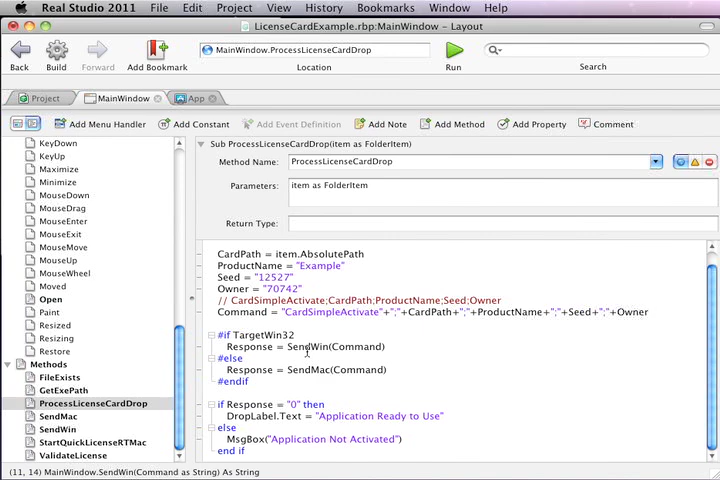 Real Studio 2011 File Edit Project View History Bookmarks Window Help
LicenseCardExample.rbp:MainWindow - Layout
MainWindow.ProcessLicenseCardDrop
Back Build Forward Add Bookmark Location Run Search
Project MainWindow App
Add Menu Handler Add Constant Add Event Definition Add Note Add Method Add Property Comment
KeyDown
KeyUp
Maximize
Minimize
MouseDown
MouseDrag
MouseEnter
MouseExit
MouseMove
MouseUp
MouseWheel
Moved
Open
Paint
Resized
Resizing
Restore
Methods
FileExists
GetExePath
ProcessLicenseCardDrop
SendMac
SendWin
StartQuickLicenseRTMac
ValidateLicense
Sub ProcessLicenseCardDrop(item as FolderItem)
Method Name: ProcessLicenseCardDrop
Parameters: item as FolderItem
Return Type:
CardPath = item.AbsolutePath
ProductName = "Example"
Seed = "12527"
Owner = "70742"
// CardSimpleActivate;CardPath;ProductName;Seed;Owner
Command = "CardSimpleActivate"+";"+CardPath+";"+ProductName+";"+Seed+";"+Owner
#if TargetWin32
Response = SendWin(Command)
#else
Response = SendMac(Command)
#endif
if Response = "0" then
DropLabel.Text = "Application Ready to Use"
else
MsgBox("Application Not Activated")
end if
(11, 14) MainWindow.SendWin(Command as String) As String